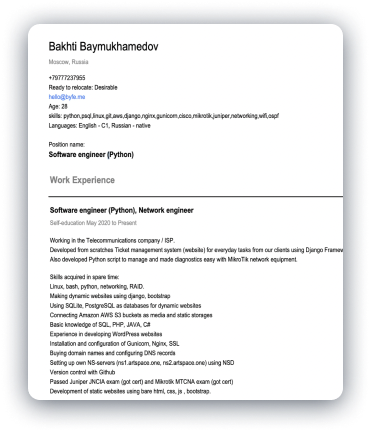 Bakhti Baymukhamedov
Moscow, Russia
+79777237955
Ready to relocate: Desirable
hello@byfe.me
Age: 28
skills: python,psql,linux,git,aws,django,nginx,gunicorn,cisco,mikrotik,juniper,networking,wifi,ospf
Languages: English - C1, Russian - native
Position name:
Software engineer (Python)
Work Experience
Software engineer (Python), Network engineer
Self-education May 2020 to Present
Working in the Telecommunications company / ISP.
Developed from scratches Ticket management system (website) for everyday tasks from our clients using Django Framew
Also developed Python script to manage and made diagnostics easy with MikroTik network equipment.
Skills acquired in spare time:
Linux, bash, python, networking, RAID.
Making dynamic websites using django, bootstrap
Using SQLite, PostgreSQL as databases for dynamic websites
Connecting Amazon AWS S3 buckets as media and static storages
Basic knowledge of SQL, PHP, JAVA, C#
Experience in developing WordPress websites
Installation and configuration of Gunicorn, Nginx, SSL
Buying domain names and configuring DNS records
Setting up own NS-servers (ns1.artspace.one, ns2.artspace.one) using NSD
Version control with Github
Passed Juniper JNCIA exam (got cert) and Mikrotik MTCNA exam (got cert)
Development of static websites using bare html, css, js , bootstrap.